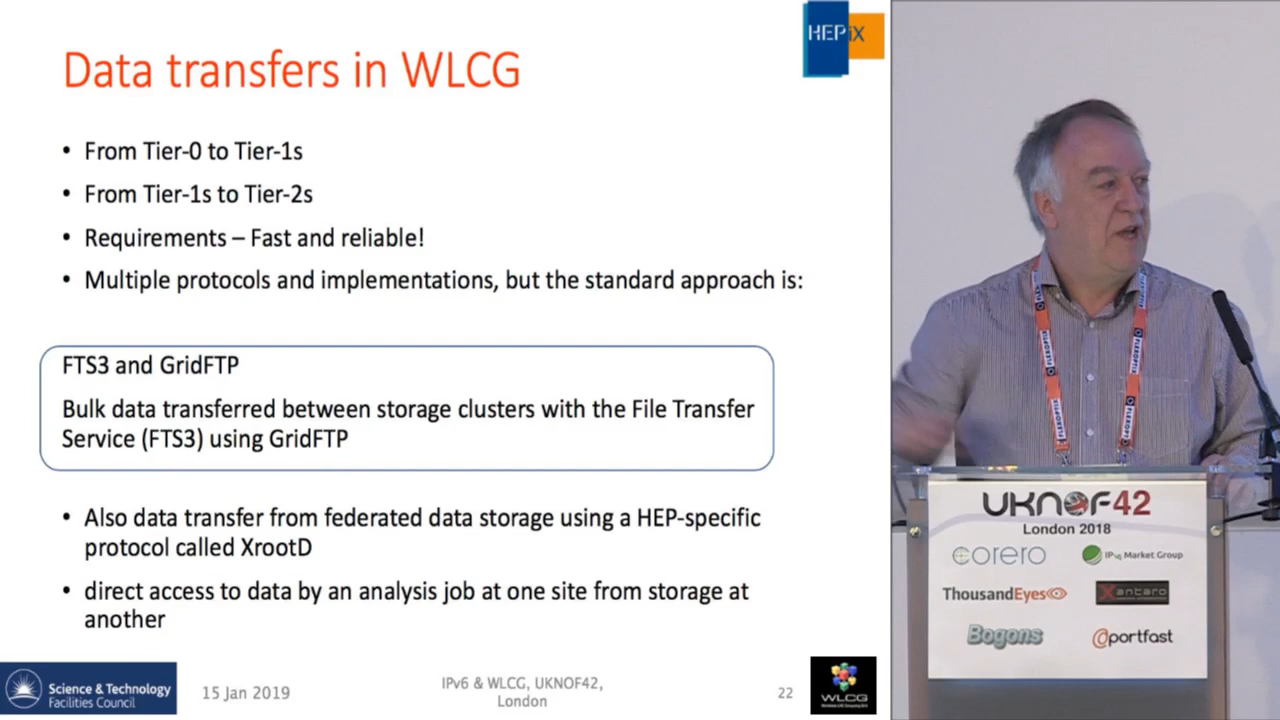 Data transfers in WLCG
HEPiX
• From Tier-0 to Tier-1s
• From Tier-1s to Tier-2s
• Requirements – Fast and reliable!
• Multiple protocols and implementations, but the standard approach is:
FTS3 and GridFTP
Bulk data transferred between storage clusters with the File Transfer
Service (FTS3) using GridFTP
• Also data transfer from federated data storage using a HEP-specific
protocol called XrootD
• direct access to data by an analysis job at one site from storage at
another
Science & Technology
Facilities Council
15 Jan 2019
IPv6 & WLCG, UKNOF42,
London
22
WLCG
FLEXOPTIX
FLEXOPTIX
UKNOF42
London 2018
corero
IPv4 Market Group
ThousandEyes
Xantaro
Bogons
portfast